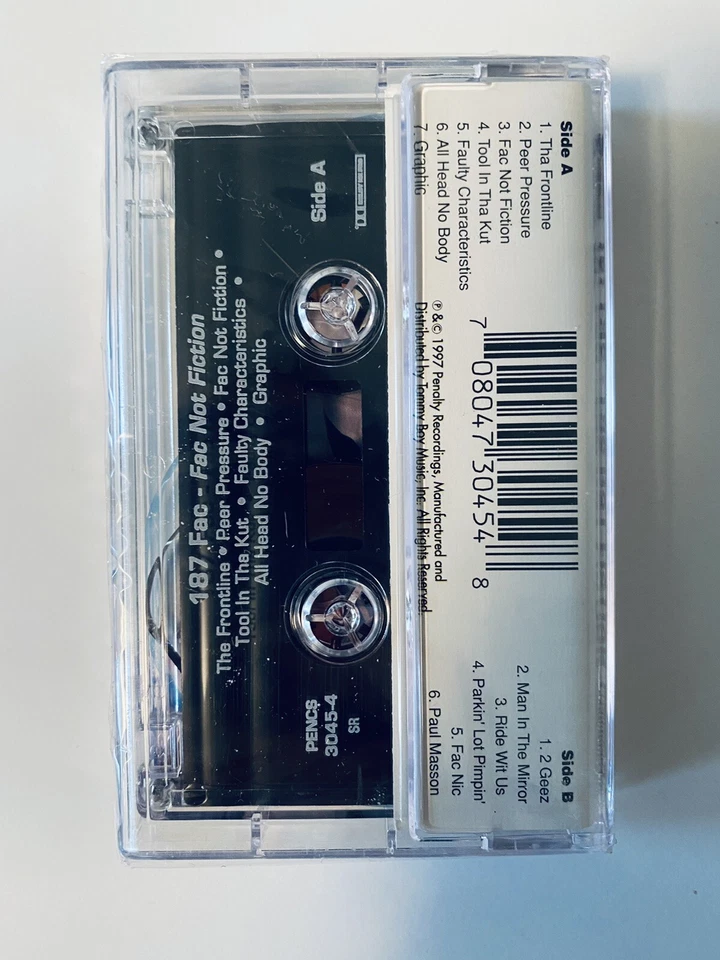 Side A
1. Tha Frontline
2. Peer Pressure
3. Fac Not Fiction
4. Tool In Tha Kut
5. Faulty Characteristics
6. All Head No Body
7. Graphic
7 08047 30454 8
℗ & © 1997 Penalty Recordings, Manufactured and
Distributed by Tommy Boy Music, Inc. All Rights Reserved.
Side B
1. 2 Geez
2. Man In The Mirror
3. Ride Wit Us
4. Parkin' Lot Pimpin'
5. Fac Nic
6. Paul Masson
Side A
187 Fac - Fac Not Fiction
The Frontline • Peer Pressure • Fac Not Fiction •
Tool In The Kut • Faulty Characteristics •
All Head No Body • Graphic
PENCS
3045-4
SR